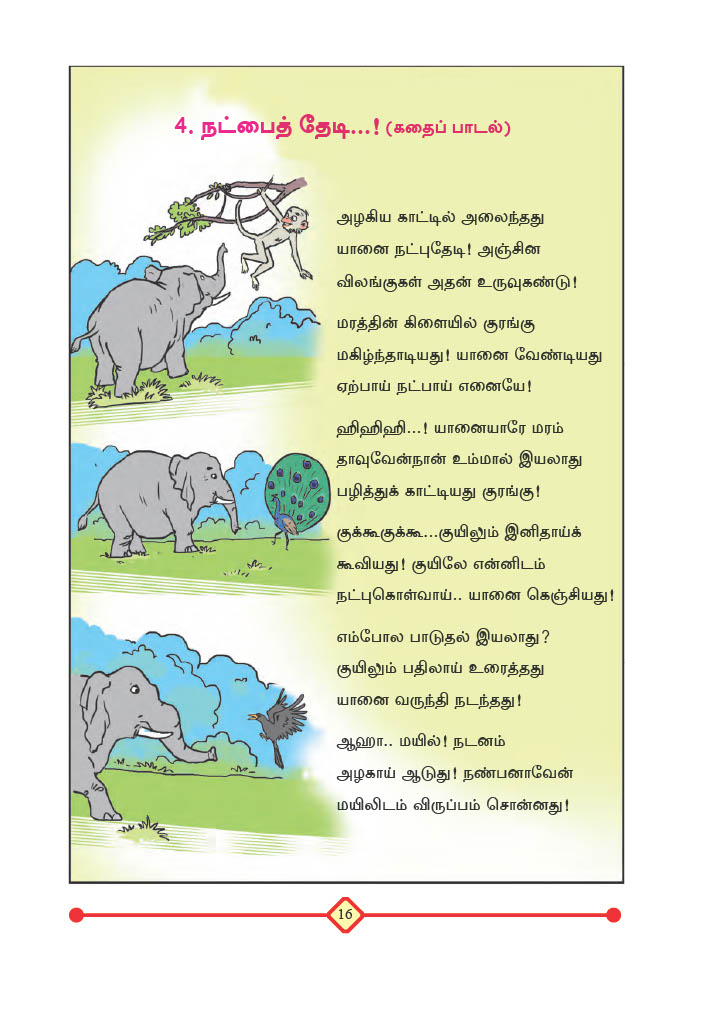 4. நட்பைத் தேடி...! (கதைப் பாடல்)
அழகிய காட்டில் அலைந்தது
யானை நட்புதேடி! அஞ்சின
விலங்குகள் அதன் உருவுகண்டு!
மரத்தின் கிளையில் குரங்கு
மகிழ்ந்தாடியது! யானை வேண்டியது
ஏற்பாய் நட்பாய் எனையே!
ஹிஹிஹி...! யானையாரே மரம்
தாவுவேன்நான் உம்மால் இயலாது
பழித்துக் காட்டியது குரங்கு!
குக்கூகுக்கூ...குயிலும் இனிதாய்க்
கூவியது! குயிலே என்னிடம்
நட்புகொள்வாய்.. யானை கெஞ்சியது!
எம்போல பாடுதல் இயலாது?
குயிலும் பதிலாய் உரைத்தது
யானை வருந்தி நடந்தது!
ஆஹா.. மயில்! நடனம்
அழகாய் ஆடுது! நண்பனாவேன்
மயிலிடம் விருப்பம் சொன்னது!
16